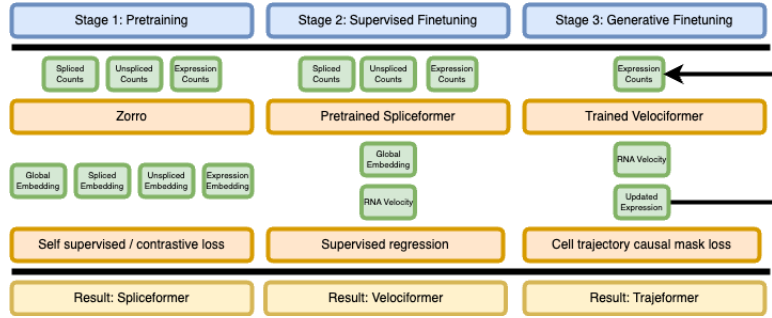 Stage 1: Pretraining
Stage 2: Supervised Finetuning
Stage 3: Generative Finetuning
Spliced
Counts
Unspliced
Counts
Expression
Counts
Spliced
Counts
Unspliced
Counts
Expression
Counts
Expression
Counts
Zorro
Pretrained Spliceformer
Trained Velociformer
Global
Embedding
Spliced
Embedding
Unspliced
Embedding
Expression
Embedding
Global
Embedding
RNA Velocity
RNA Velocity
Updated
Expression
Self supervised / contrastive loss
Supervised regression
Cell trajectory causal mask loss
Result: Spliceformer
Result: Velociformer
Result: Trajeformer